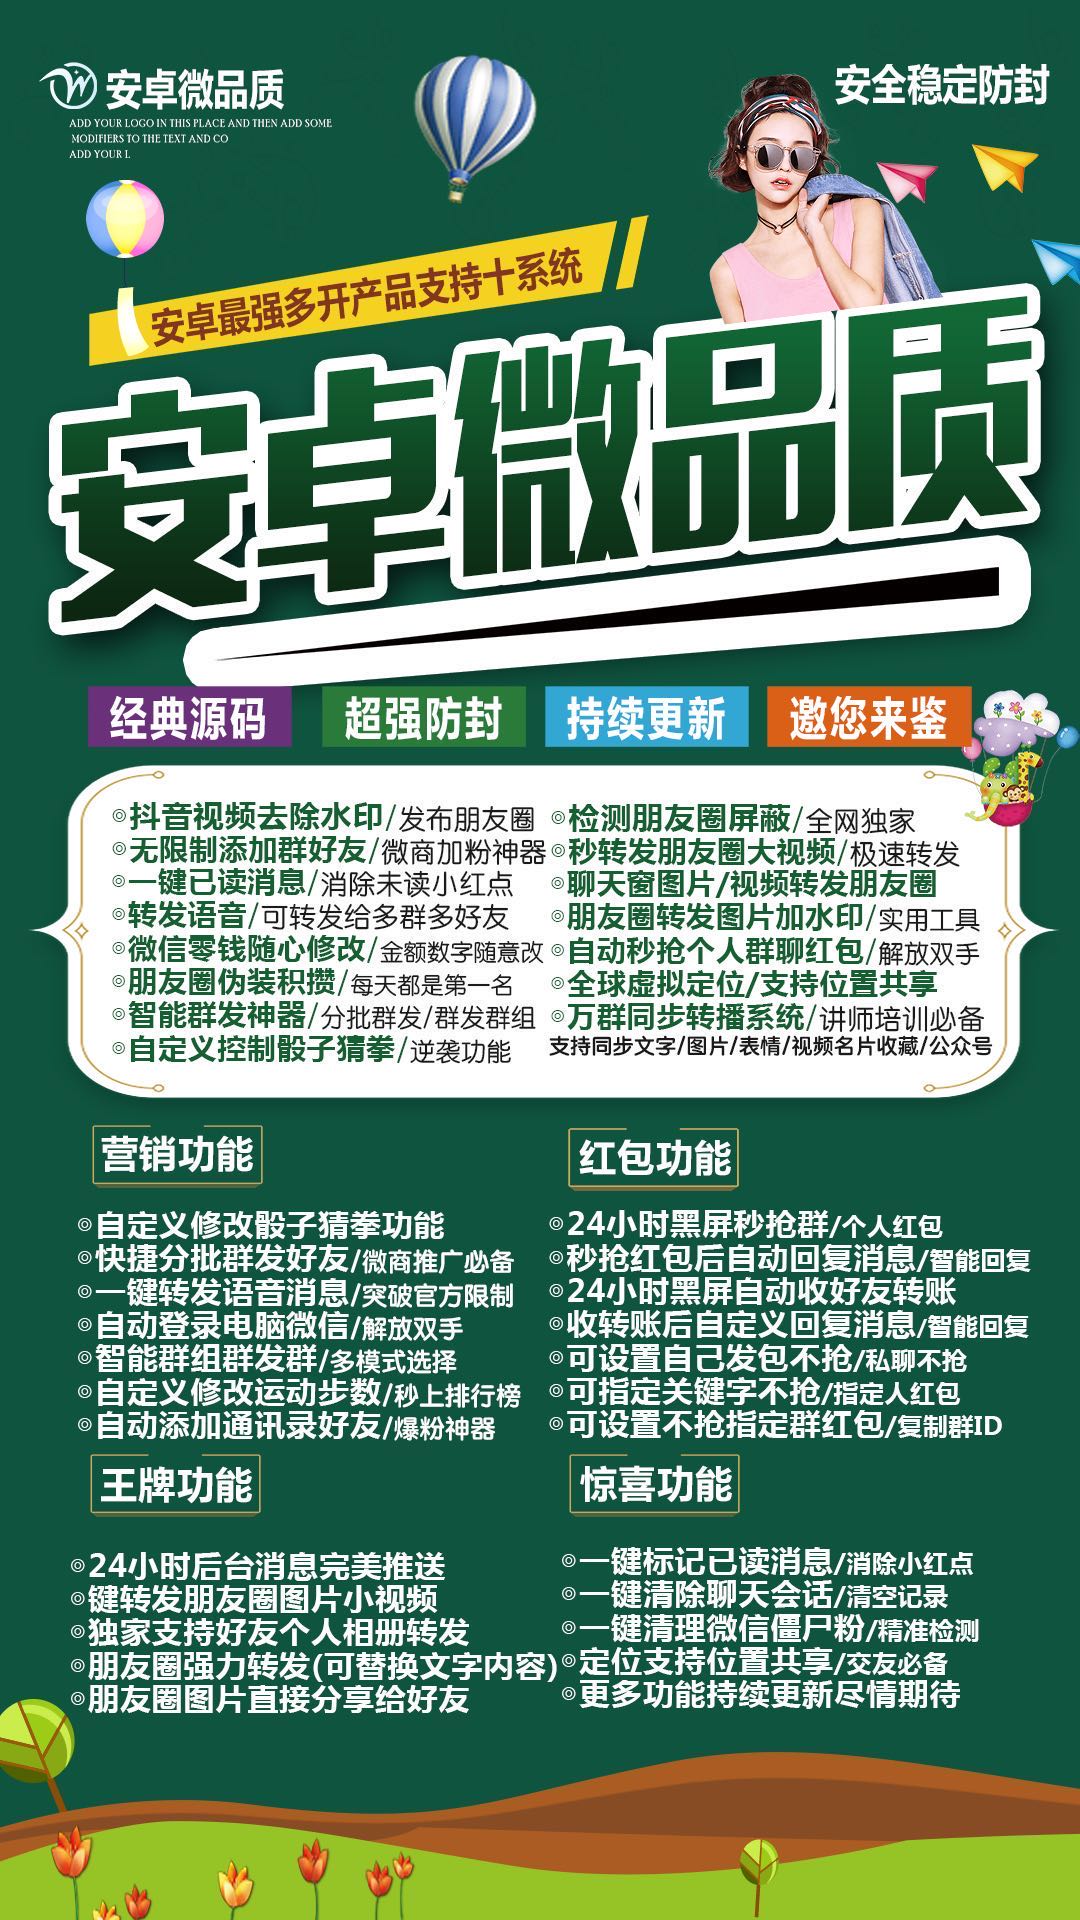 安卓微品质
ADD YOUR LOGO IN THIS PLACE AND THEN ADD SOME
MODIFIERS TO THE TEXT AND CO
ADD YOUR L
安全稳定防封
安卓最强多开产品支持十系统
安卓微品质
经典源码
超强防封
持续更新
邀您来鉴
◎抖音视频去除水印/发布朋友圈
◎无限制添加群好友/微商加粉神器
◎一键已读消息/消除未读小红点
◎转发语音/可转发给多群多好友
◎微信零钱随心修改/金额数字随意改
◎朋友圈伪装积攒/每天都是第一名
◎智能群发神器/分批群发/群发群组
◎自定义控制骰子猜拳/逆袭功能
◎检测朋友圈屏蔽/全网独家
◎秒转发朋友圈大视频/极速转发
◎聊天窗图片/视频转发朋友圈
◎朋友圈转发图片加水印/实用工具
◎自动秒抢个人群聊红包/解放双手
◎全球虚拟定位/支持位置共享
◎万群同步转播系统/讲师培训必备
支持同步文字/图片/表情/视频名片收藏/公众号
营销功能
◎自定义修改骰子猜拳功能
◎快捷分批群发好友/微商推广必备
◎一键转发语音消息/突破官方限制
◎自动登录电脑微信/解放双手
◎智能群组群发群/多模式选择
◎自定义修改运动步数/秒上排行榜
◎自动添加通讯录好友/爆粉神器
红包功能
◎24小时黑屏秒抢群/个人红包
◎秒抢红包后自动回复消息/智能回复
◎24小时黑屏自动收好友转账
◎收转账后自定义回复消息/智能回复
◎可设置自己发包不抢/私聊不抢
◎可指定关键字不抢/指定人红包
◎可设置不抢指定群红包/复制群ID
王牌功能
◎24小时后台消息完美推送
◎键转发朋友圈图片小视频
◎独家支持好友个人相册转发
◎朋友圈强力转发(可替换文字内容)
◎朋友圈图片直接分享给好友
惊喜功能
◎一键标记已读消息/消除小红点
◎一键清除聊天会话/清空记录
◎一键清理微信僵尸粉/精准检测
◎定位支持位置共享/交友必备
◎更多功能持续更新尽情期待